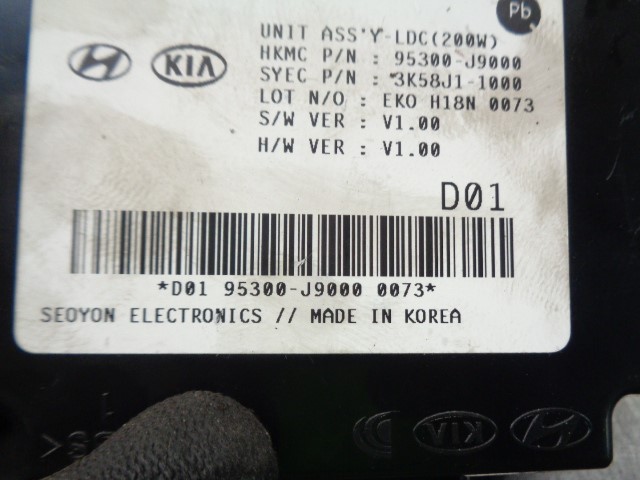 Pb
UNIT ASS'Y-LDC(200W)
HKMC P/N : 95300-J9000
KIA
SYEC P/N : 3K58J1-1000
LOT N/O : EKO H18N 0073
S/W VER : V1.00
H/W VER : V1.00
D01
*D01 95300-J9000 0073*
SEOYON ELECTRONICS // MADE IN KOREA
KIA